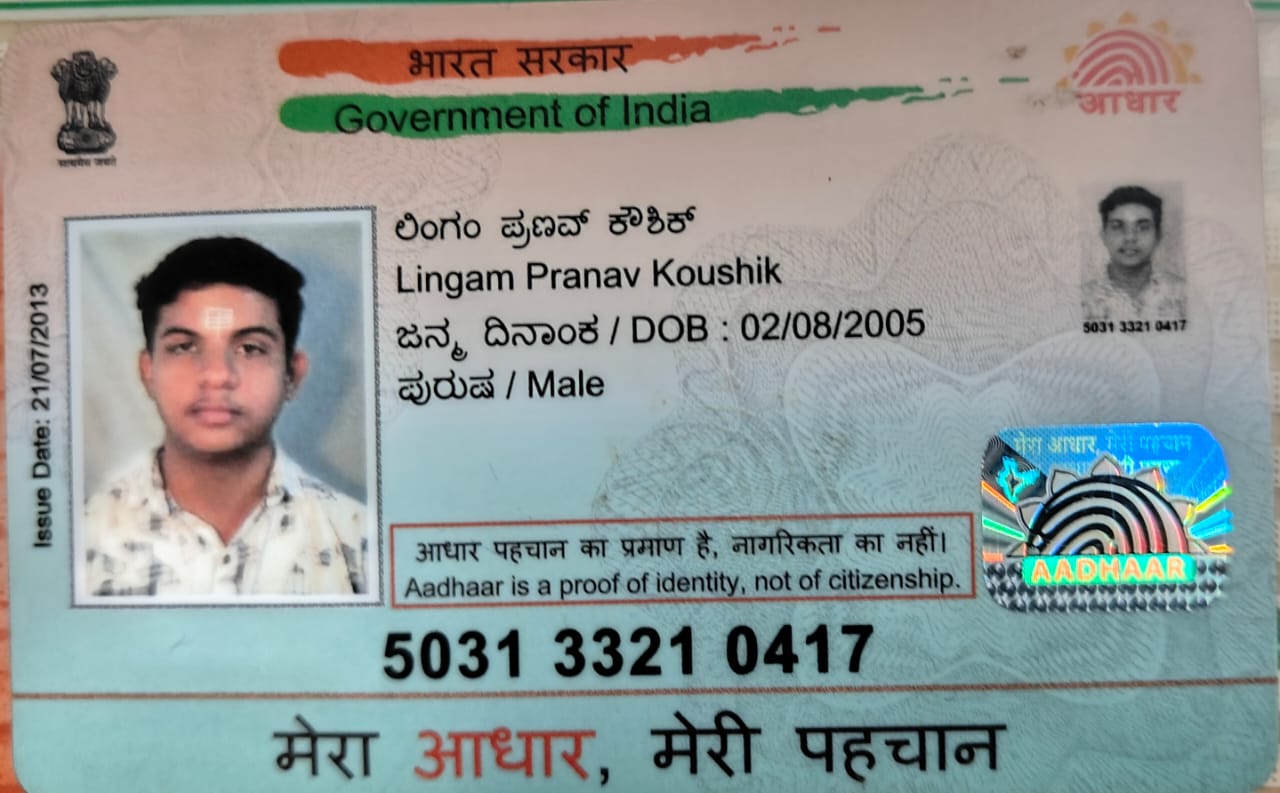 भारत सरकार
Government of India
आधार
सत्यमेव जयते
ಲಿಂಗಂ ಪ್ರಣವ್ ಕೌಶಿಕ್
Lingam Pranav Koushik
ಜನ್ಮ ದಿನಾಂಕ / DOB : 02/08/2005
ಪುರುಷ / Male
5031 3321 0417
Issue Date: 21/07/2013
मेरा आधार, मेरी पहचान
AADHAAR
आधार पहचान का प्रमाण है, नागरिकता का नहीं।
Aadhaar is a proof of identity, not of citizenship.
5031 3321 0417
मेरा आधार, मेरी पहचान